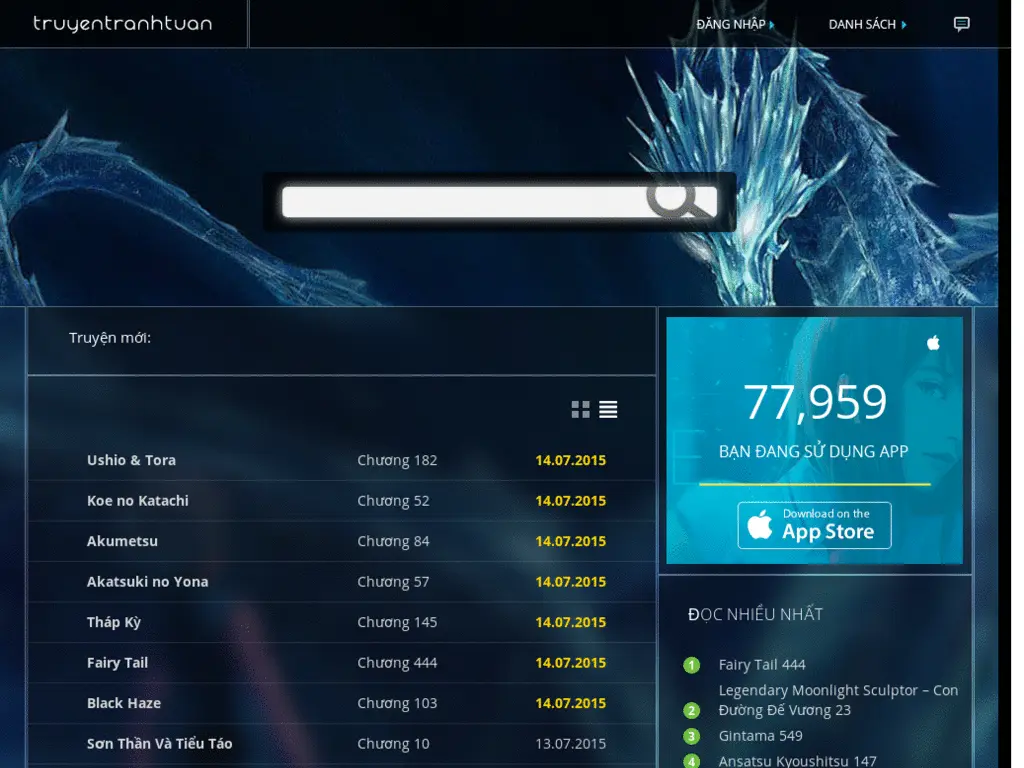 truyentranhtuan
ĐĂNG NHẬP
DANH SÁCH
Truyện mới:
Ushio & Tora Chương 182 14.07.2015
Koe no Katachi Chương 52 14.07.2015
Akumetsu Chương 84 14.07.2015
Akatsuki no Yona Chương 57 14.07.2015
Tháp Kỳ Chương 145 14.07.2015
Fairy Tail Chương 444 14.07.2015
Black Haze Chương 103 14.07.2015
Sơn Thần Và Tiểu Táo Chương 10 13.07.2015
77,959
BẠN ĐANG SỬ DỤNG APP
Download on the
App Store
ĐỌC NHIỀU NHẤT
1 Fairy Tail 444
Legendary Moonlight Sculptor – Con
2 Đường Đế Vương 23
3 Gintama 549
4 Ansatsu Kyoushitsu 147